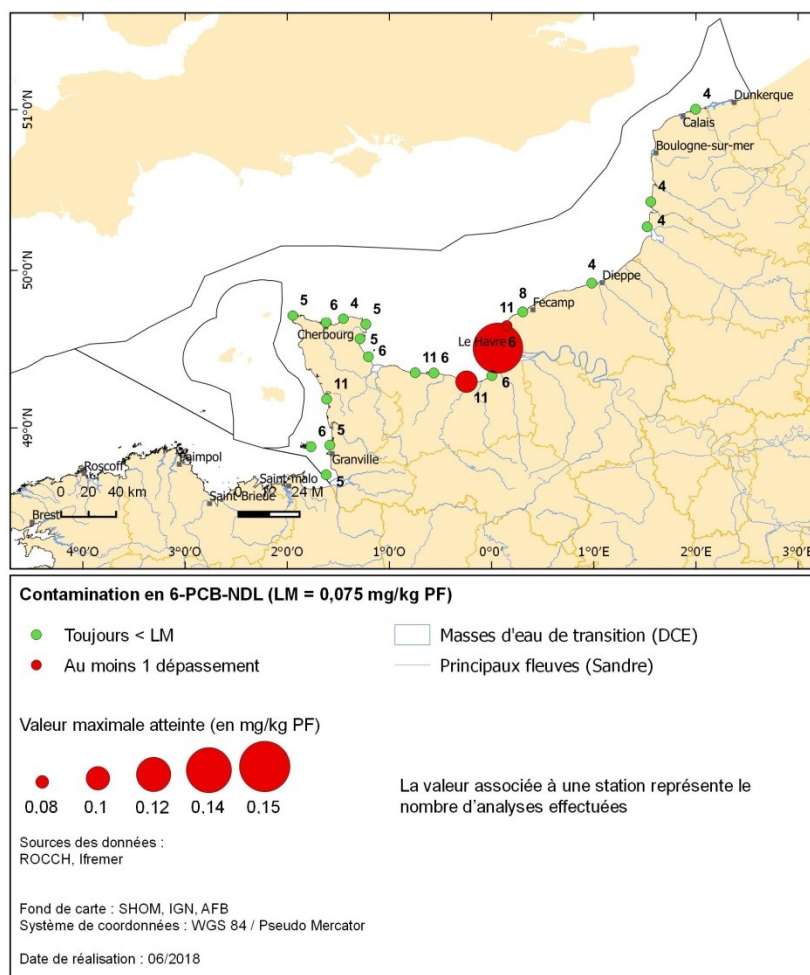 51°0'N
50°0'N
49°0'N
4
Dunkerque
Calais
Boulogne-sur-mer
4
4
4
Dieppe
8
Fecamp
11
Le Havre 6
5
6
4
5
Cherbourg
5
6
11 6
6
11
11
6
5
Granville
5
Paimpol
Roscoff
Saint-malo
Saint-Brieuc
Brest
0 20 40 km
0 12 24 M
4°0'O
3°0'O
2°0'O
1°0'O
0°0'
1°0'E
2°0'E
3°0'E
Contamination en 6-PCB-NDL (LM = 0,075 mg/kg PF)
Toujours < LM
Masses d'eau de transition (DCE)
Au moins 1 dépassement
Principaux fleuves (Sandre)
Valeur maximale atteinte (en mg/kg PF)
0.08 0.1 0.12 0.14 0.15
La valeur associée à une station représente le
nombre d'analyses effectuées
Sources des données :
ROCCH, Ifremer
Fond de carte : SHOM, IGN, AFB
Système de coordonnées : WGS 84 / Pseudo Mercator
Date de réalisation : 06/2018